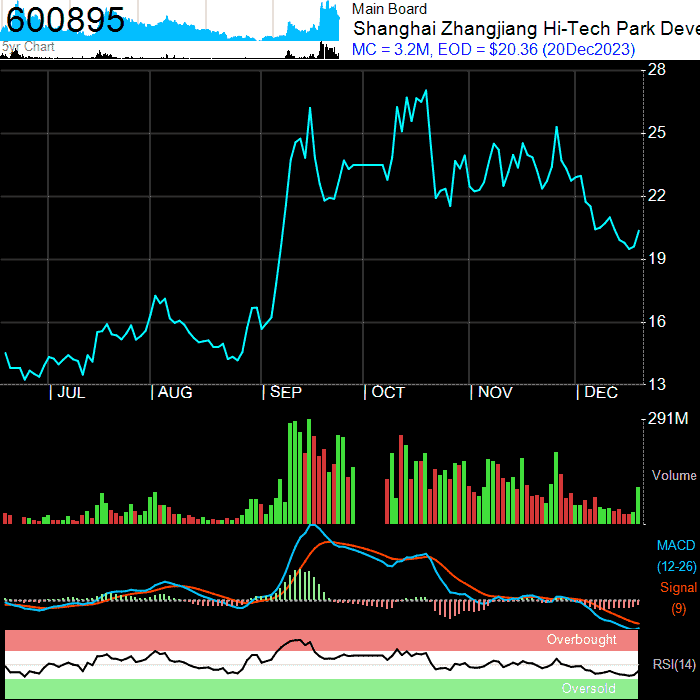 600895
5yr Chart
Main Board
Shanghai Zhangjiang Hi-Tech Park Deve
MC = 3.2M, EOD = $20.36 (20Dec2023)
28
25
22
19
16
13
| JUL | AUG | SEP | OCT | NOV | DEC
291M
Volume
MACD
(12-26)
Signal
(9)
Overbought
RSI(14)
Oversold